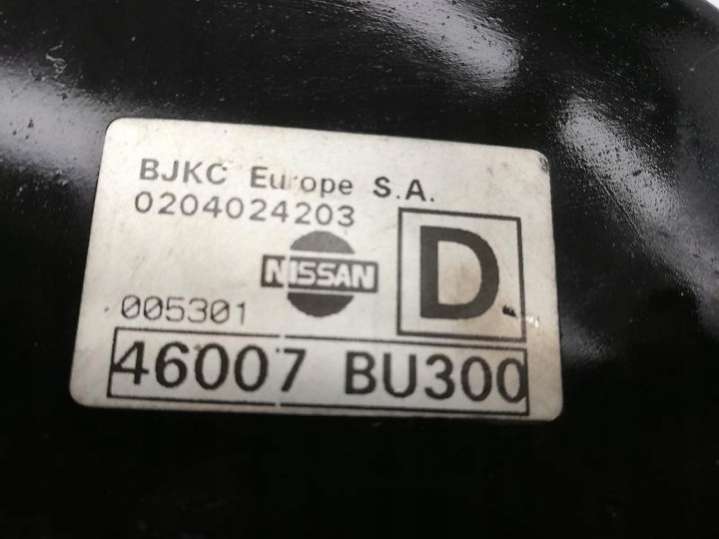 BJKC Europe S.A.
0204024203
NISSAN
D
005301
46007 BU300